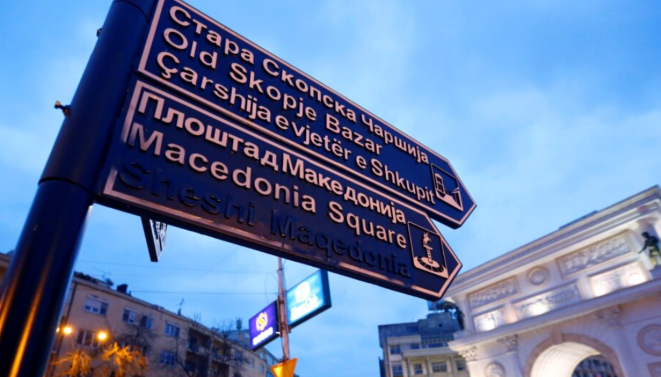 Стара Скопска Чаршија
Old Skopje Bazar
Çarshija e vjetër e Shkupit
Плоштад Македонија
Macedonia Square
Sheshi Maqedonia